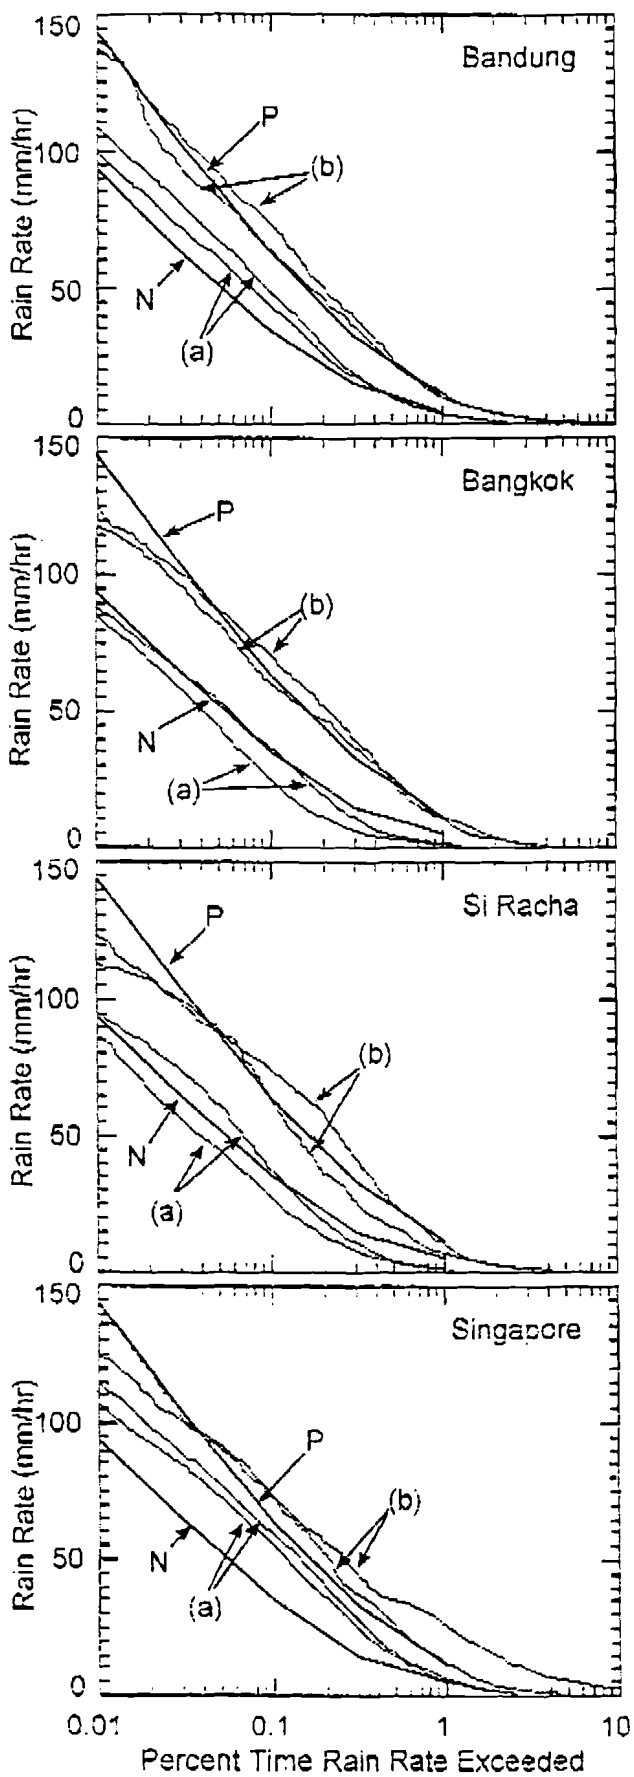 150
Bandung
P
100
(b)
Rain Rate (mm/hr)
50
N
(a)
0
150
Bangkok
P
100
(b)
Rain Rate (mm/hr)
50
N
(a)
0
150
Si Racha
P
100
(b)
Rain Rate (mm/hr)
50
N
(a)
0
150
Singapore
100
P
(b)
Rain Rate (mm/hr)
50
N
(a)
0
0.01 0.1 1 10
Percent Time Rain Rate Exceeded